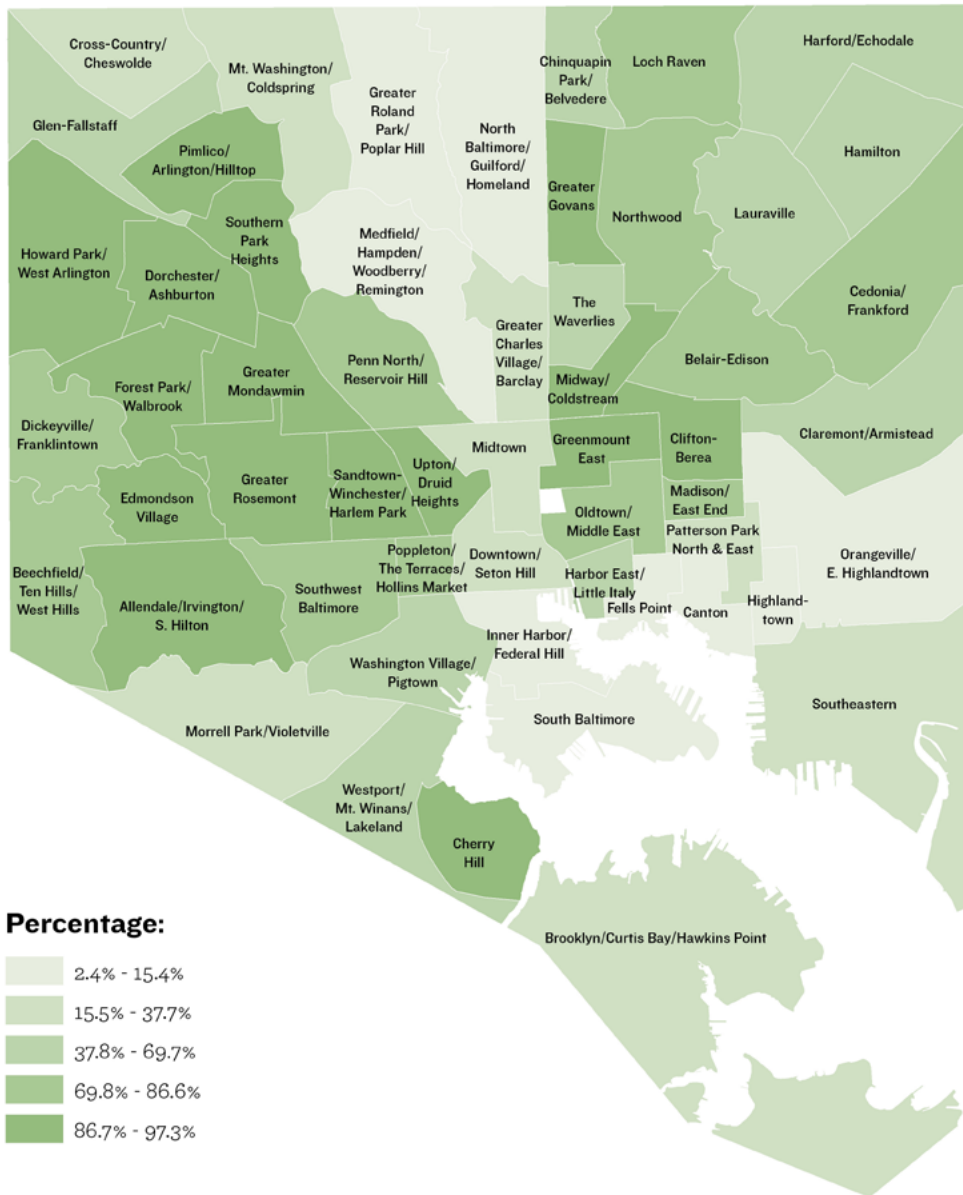 Cross-Country/
Cheswolde
Mt. Washington/
Coldspring
Greater
Roland
Park/
Poplar Hill
North
Baltimore/
Guilford/
Homeland
Chinquapin
Park/
Belvedere
Loch Raven
Harford/Echodale
Glen-Fallstaff
Pimlico/
Arlington/Hilltop
Hamilton
Greater
Govans
Northwood
Lauraville
Southern
Park
Heights
Howard Park/
West Arlington
Dorchester/
Ashburton
Medfield/
Hampden/
Woodberry/
Remington
Cedonia/
Frankford
The
Waverlies
Greater
Charles
Village/
Barclay
Penn North/
Reservoir Hill
Belair-Edison
Greater
Mondawmin
Forest Park/
Walbrook
Midway/
Coldstream
Dickeyville/
Franklintown
Midtown
Greenmount
East
Clifton-
Berea
Claremont/Armistead
Greater
Rosemont
Sandtown-
Winchester/
Harlem Park
Upton/
Druid
Heights
Edmondson
Village
Madison/
East End
Oldtown/
Middle East
Patterson Park
North & East
Orangeville/
E. Highlandtown
Beechfield/
Ten Hills/
West Hills
Allendale/Irvington/
S. Hilton
Southwest
Baltimore
Poppleton/
The Terraces/
Hollins Market
Downtown/
Seton Hill
Harbor East/
Little Italy
Fells Point
Canton
Highland-
town
Inner Harbor/
Federal Hill
Washington Village/
Pigtown
Southeastern
South Baltimore
Morrell Park/Violetville
Westport/
Mt. Winans/
Lakeland
Cherry
Hill
Brooklyn/Curtis Bay/Hawkins Point
Percentage:
2.4% - 15.4%
15.5% - 37.7%
37.8% - 69.7%
69.8% - 86.6%
86.7% - 97.3%